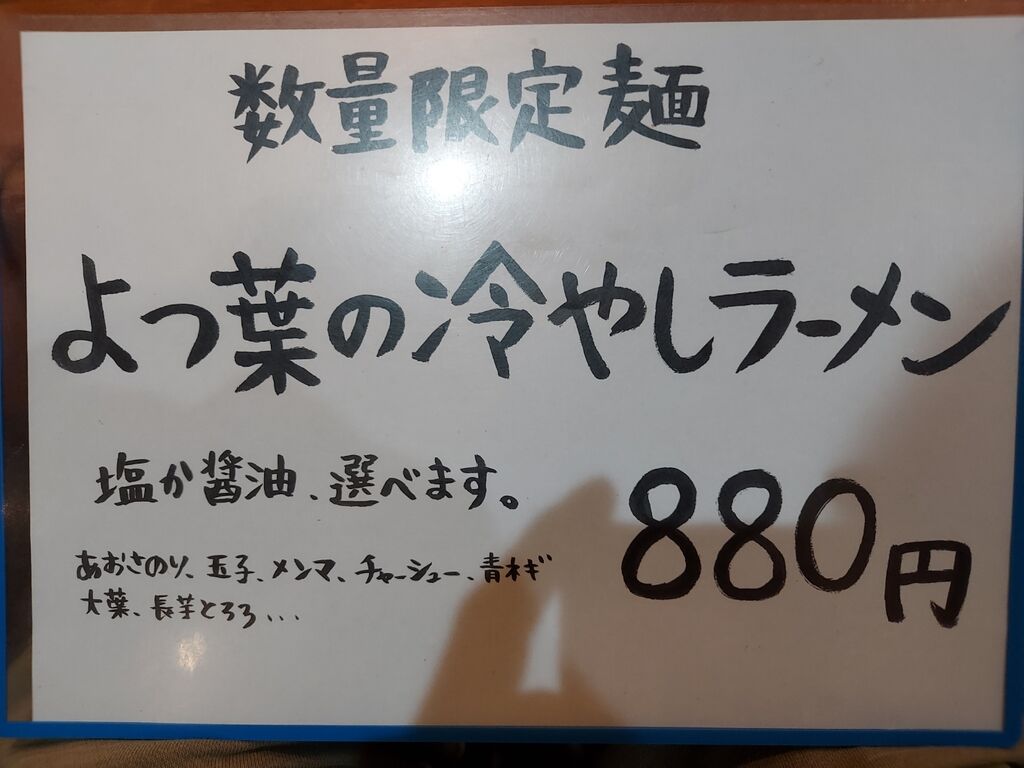 数量限定麺
よつ葉の冷やしラーメン
塩か醤油、選べます。
880円
あおさのり、玉子、メンマ、チャーシュー、青ネギ
大葉、長芋とろろ...